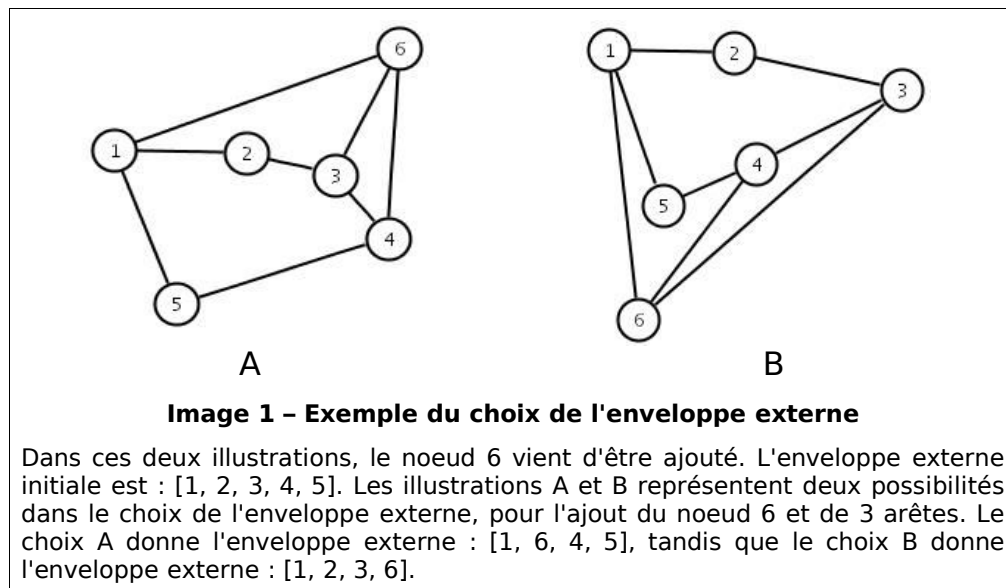 6
1
2
3
4
5
A
1
2
3
4
5
6
B
Image 1 – Exemple du choix de l'enveloppe externe
Dans ces deux illustrations, le noeud 6 vient d'être ajouté. L'enveloppe externe
initiale est : [1, 2, 3, 4, 5]. Les illustrations A et B représentent deux possibilités
dans le choix de l'enveloppe externe, pour l'ajout du noeud 6 et de 3 arêtes. Le
choix A donne l'enveloppe externe : [1, 6, 4, 5], tandis que le choix B donne
l'enveloppe externe : [1, 2, 3, 6].